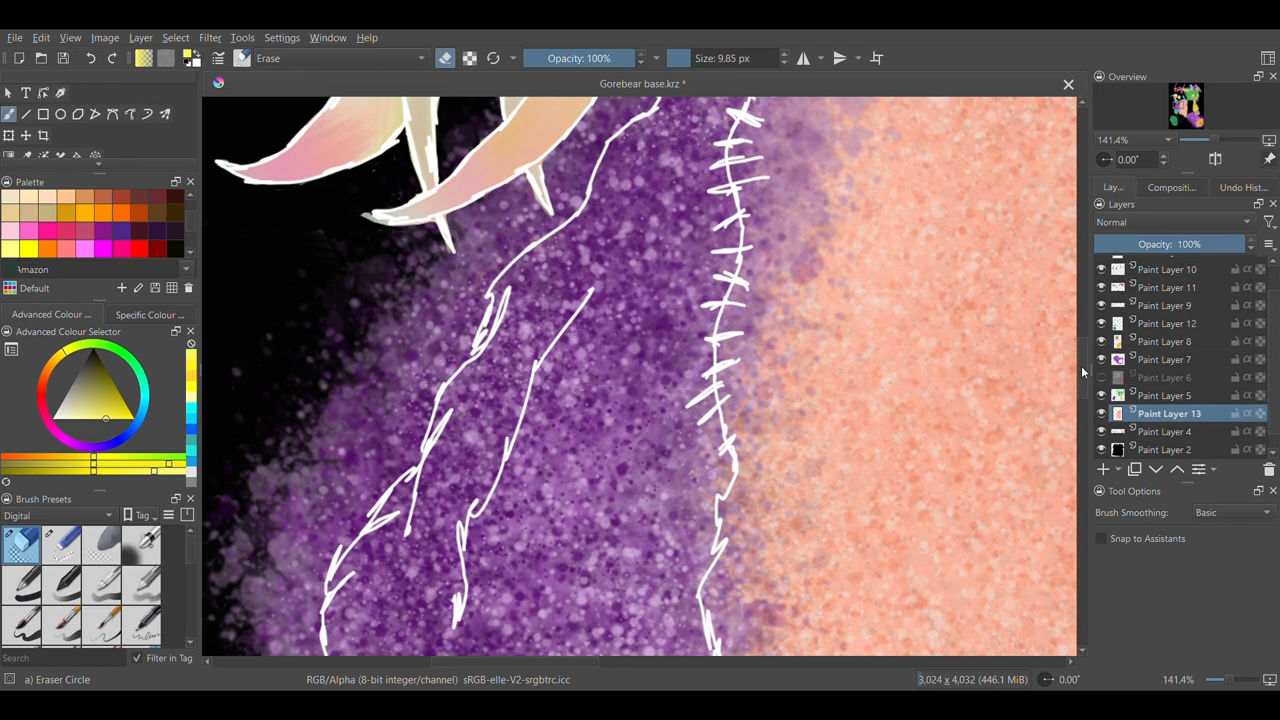 File Edit View Image Layer Select Filter Tools Settings Window Help
Erase Opacity: 100% Size: 9.85 px
Gorebear base.krz *
Overview
141.4%
0.00°
Palette
Amazon
Default
Advanced Colour ... Specific Colour ...
Advanced Colour Selector
Brush Presets
Digital Tag
Search Filter in Tag
Lay... Compositi... Undo Hist...
Layers
Normal
Opacity: 100%
Paint Layer 10
Paint Layer 11
Paint Layer 9
Paint Layer 12
Paint Layer 8
Paint Layer 7
Paint Layer 6
Paint Layer 5
Paint Layer 13
Paint Layer 4
Paint Layer 2
Tool Options
Brush Smoothing: Basic
Snap to Assistants
a) Eraser Circle RGB/Alpha (8-bit integer/channel) sRGB-elle-V2-srgbtrc.icc 3,024 x 4,032 (446.1 MiB) 0.00° 141.4%